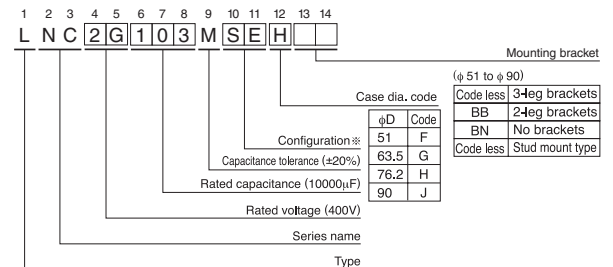 1 2 3 4 5 6 7 8 9 10 11 12 13 14
L N C 2 G 1 0 3 M S E H
Mounting bracket
(φ 51 to φ 90)
Code less 3-leg brackets
BB 2-leg brackets
BN No brackets
Code less Stud mount type
Case dia. code
φD Code
51 F
63.5 G
76.2 H
90 J
Configuration※
Capacitance tolerance (±20%)
Rated capacitance (10000µF)
Rated voltage (400V)
Series name
Type